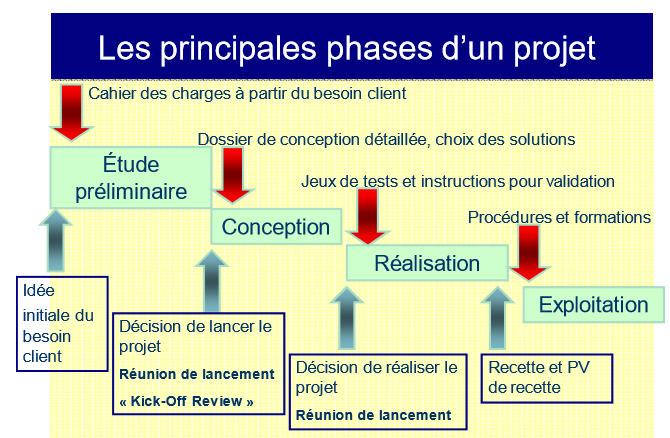 Les principales phases d'un projet
Cahier des charges à partir du besoin client
Dossier de conception détaillée, choix des solutions
Étude
préliminaire
Jeux de tests et instructions pour validation
Conception
Procédures et formations
Réalisation
Exploitation
Idée
initiale du
besoin
client
Décision de lancer le
projet
Réunion de lancement
« Kick-Off Review »
Décision de réaliser le
projet
Réunion de lancement
Recette et PV
de recette